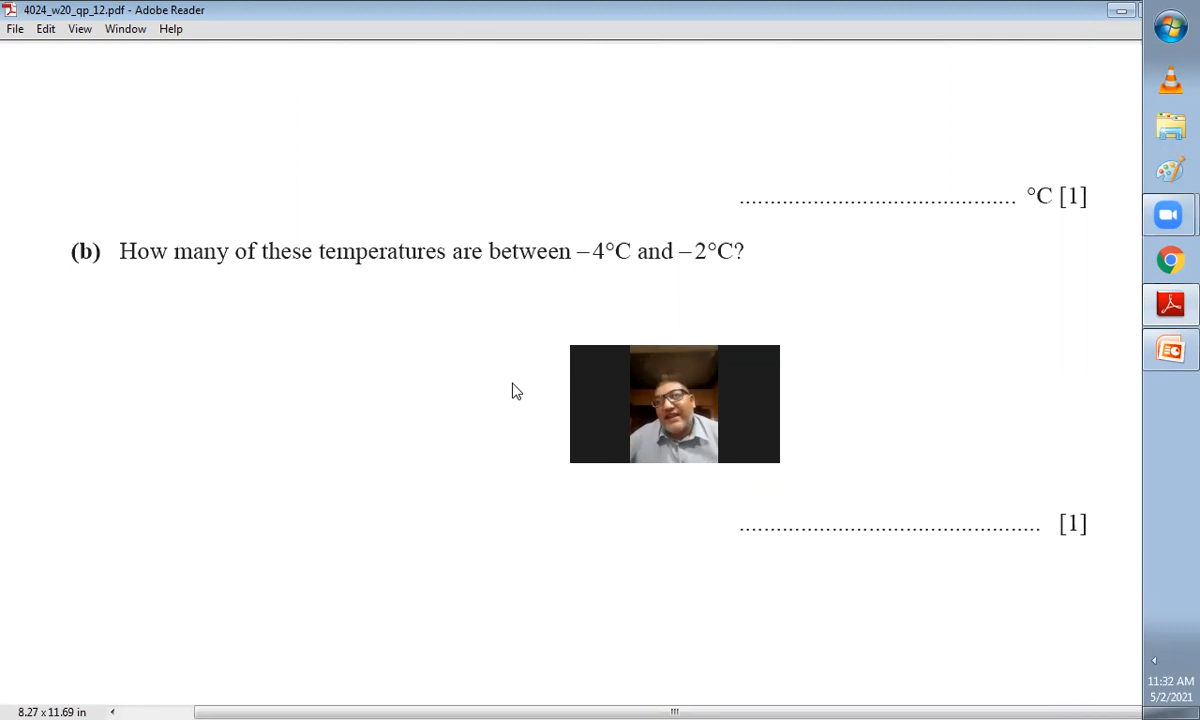 4024_w20_qp_12.pdf - Adobe Reader
File Edit View Window Help
............................................. °C [1]
(b) How many of these temperatures are between −4°C and −2°C?
................................................. [1]
11:32 AM
5/2/2021
8.27 x 11.69 in